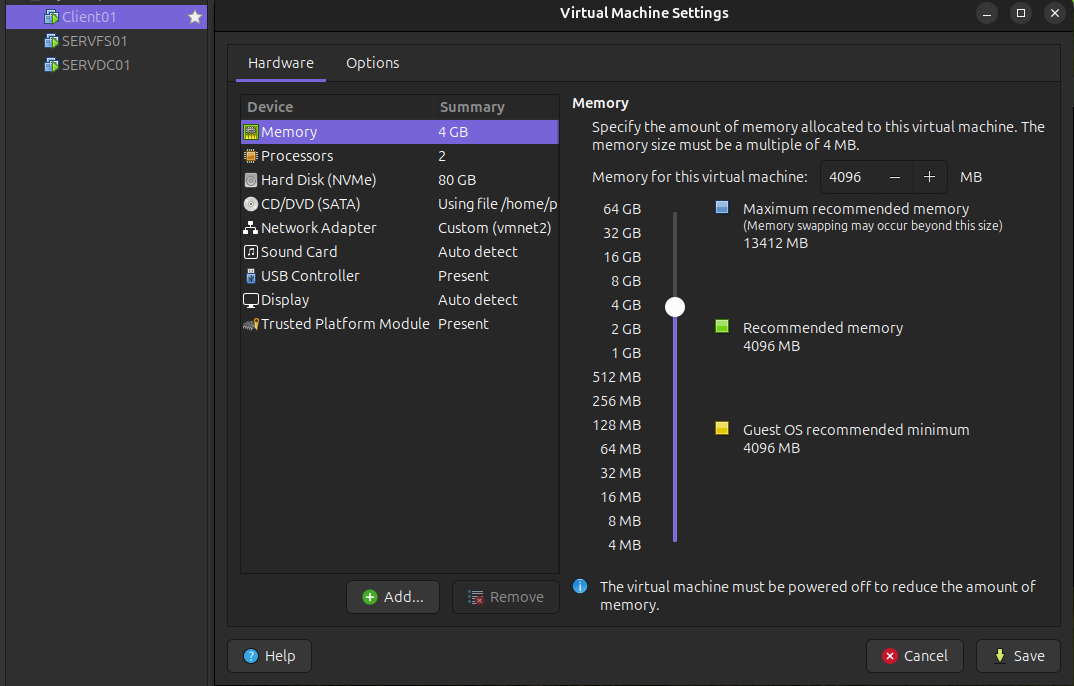 Client01
SERVFS01
SERVDC01
Virtual Machine Settings
Hardware Options
Device Summary
Memory 4 GB
Processors 2
Hard Disk (NVMe) 80 GB
CD/DVD (SATA) Using file /home/p
Network Adapter Custom (vmnet2)
Sound Card Auto detect
USB Controller Present
Display Auto detect
Trusted Platform Module Present
Add... Remove
Memory
Specify the amount of memory allocated to this virtual machine. The
memory size must be a multiple of 4 MB.
Memory for this virtual machine: 4096 − + MB
64 GB
32 GB
16 GB
8 GB
4 GB
2 GB
1 GB
512 MB
256 MB
128 MB
64 MB
32 MB
16 MB
8 MB
4 MB
Maximum recommended memory
(Memory swapping may occur beyond this size)
13412 MB
Recommended memory
4096 MB
Guest OS recommended minimum
4096 MB
The virtual machine must be powered off to reduce the amount of
memory.
Help Cancel Save